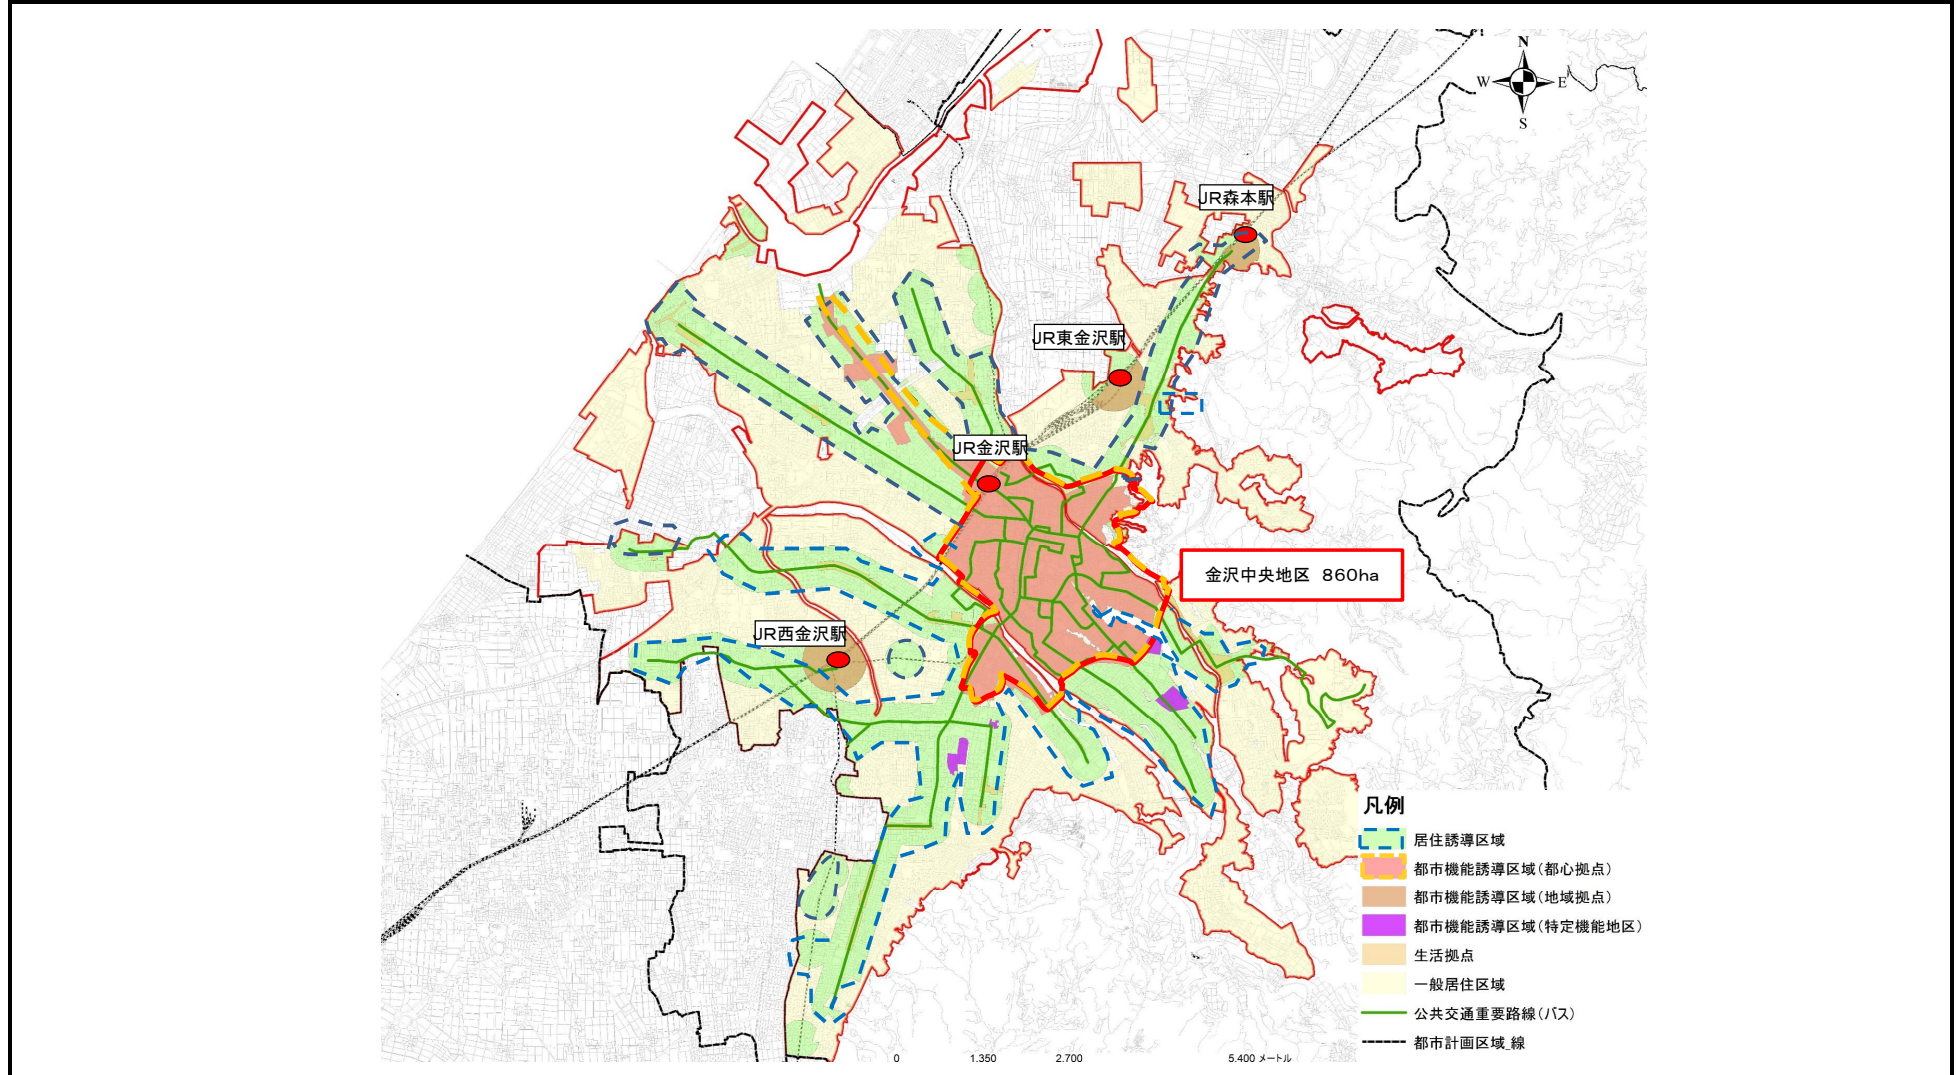 N
W
E
S
JR森本駅
JR東金沢駅
JR金沢駅
金沢中央地区 860ha
JR西金沢駅
凡例
居住誘導区域
都市機能誘導区域(都心拠点)
都市機能誘導区域(地域拠点)
都市機能誘導区域(特定機能地区)
生活拠点
一般居住区域
公共交通重要路線(バス)
都市計画区域_線
0 1.350 2.700 5.400 メートル